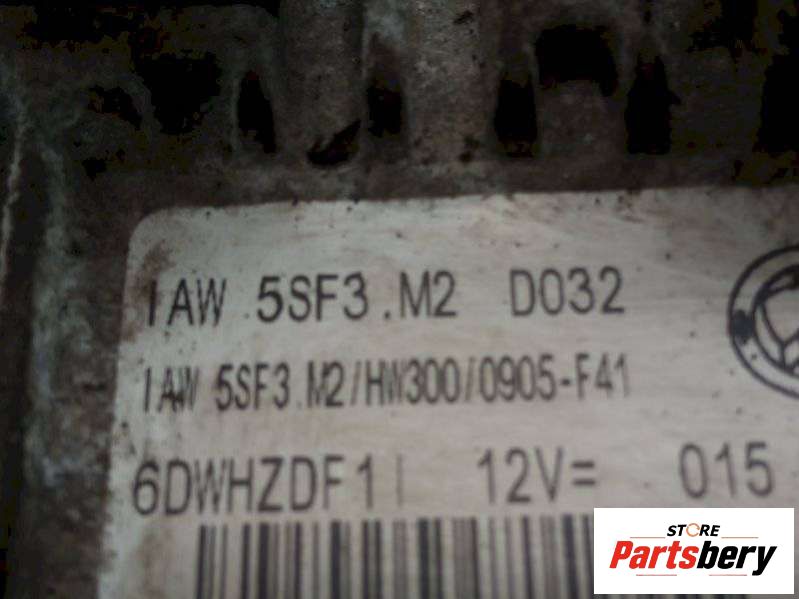 IAW 5SF3.M2 D032
IAW 5SF3.M2/HW300/0905-F41
6DWHZDF1| 12V= 015
STORE
Partsbery